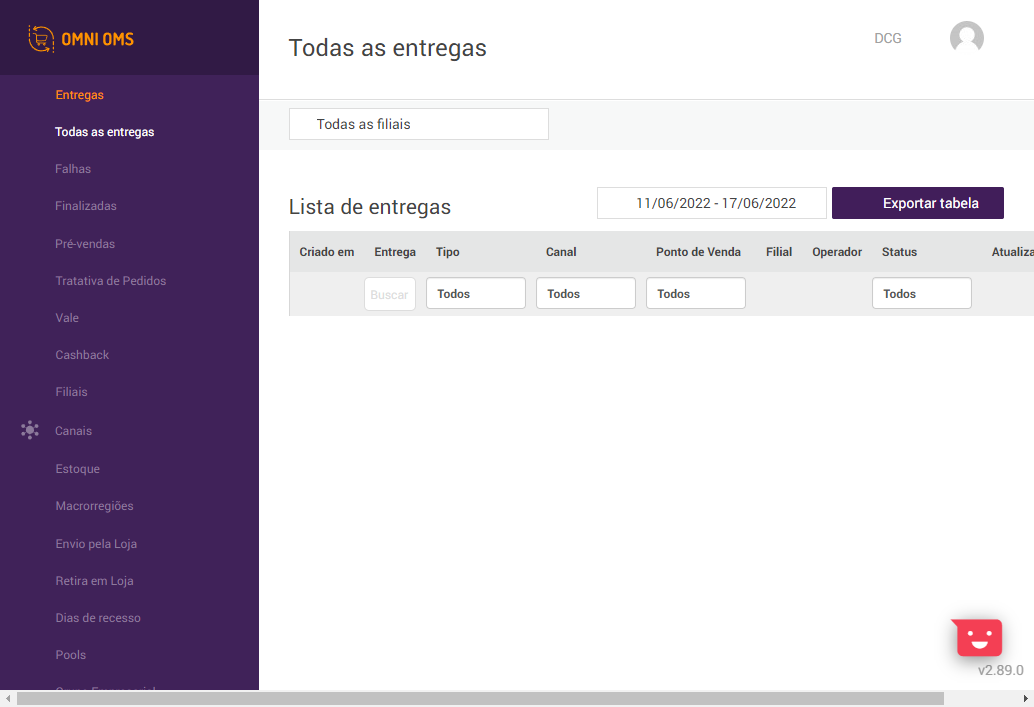 OMNI OMS
Entregas
Todas as entregas
Falhas
Finalizadas
Pré-vendas
Tratativa de Pedidos
Vale
Cashback
Filiais
Canais
Estoque
Macrorregiões
Envio pela Loja
Retira em Loja
Dias de recesso
Pools
Todas as entregas
DCG
Todas as filiais
Lista de entregas
11/06/2022 - 17/06/2022
Exportar tabela
Criado em Entrega Tipo Canal Ponto de Venda Filial Operador Status
Buscar Todos Todos Todos Todos
v2.89.0